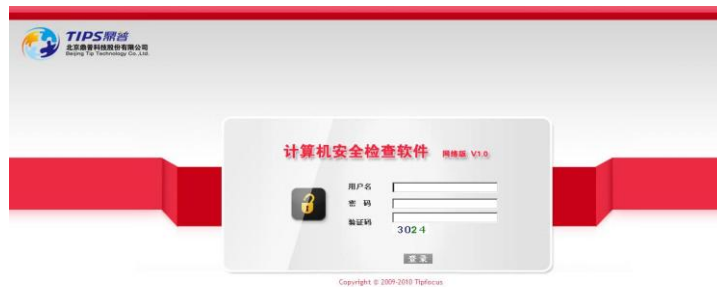 TIPS鼎普
北京鼎普科技股份有限公司
Beijing Tip Technology Co.,Ltd.
计算机安全检查软件 网络版 V1.0
用户名
密 码
验证码
3024
登 录
Copyright © 2009-2010 Tipfocus